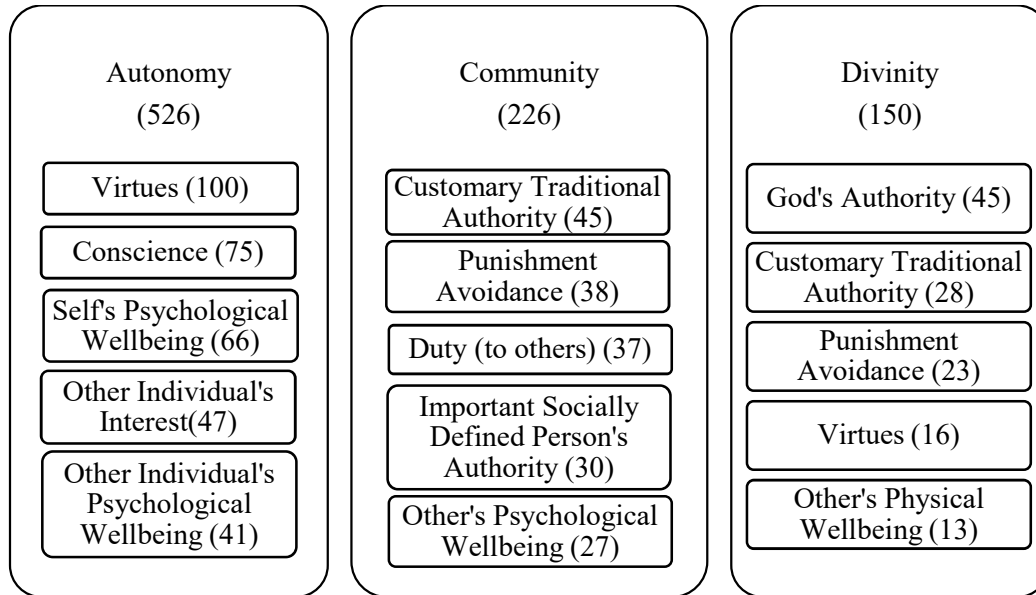 Autonomy
(526)
Virtues (100)
Conscience (75)
Self's Psychological
Wellbeing (66)
Other Individual's
Interest(47)
Other Individual's
Psychological
Wellbeing (41)
Community
(226)
Customary Traditional
Authority (45)
Punishment
Avoidance (38)
Duty (to others) (37)
Important Socially
Defined Person's
Authority (30)
Other's Psychological
Wellbeing (27)
Divinity
(150)
God's Authority (45)
Customary Traditional
Authority (28)
Punishment
Avoidance (23)
Virtues (16)
Other's Physical
Wellbeing (13)